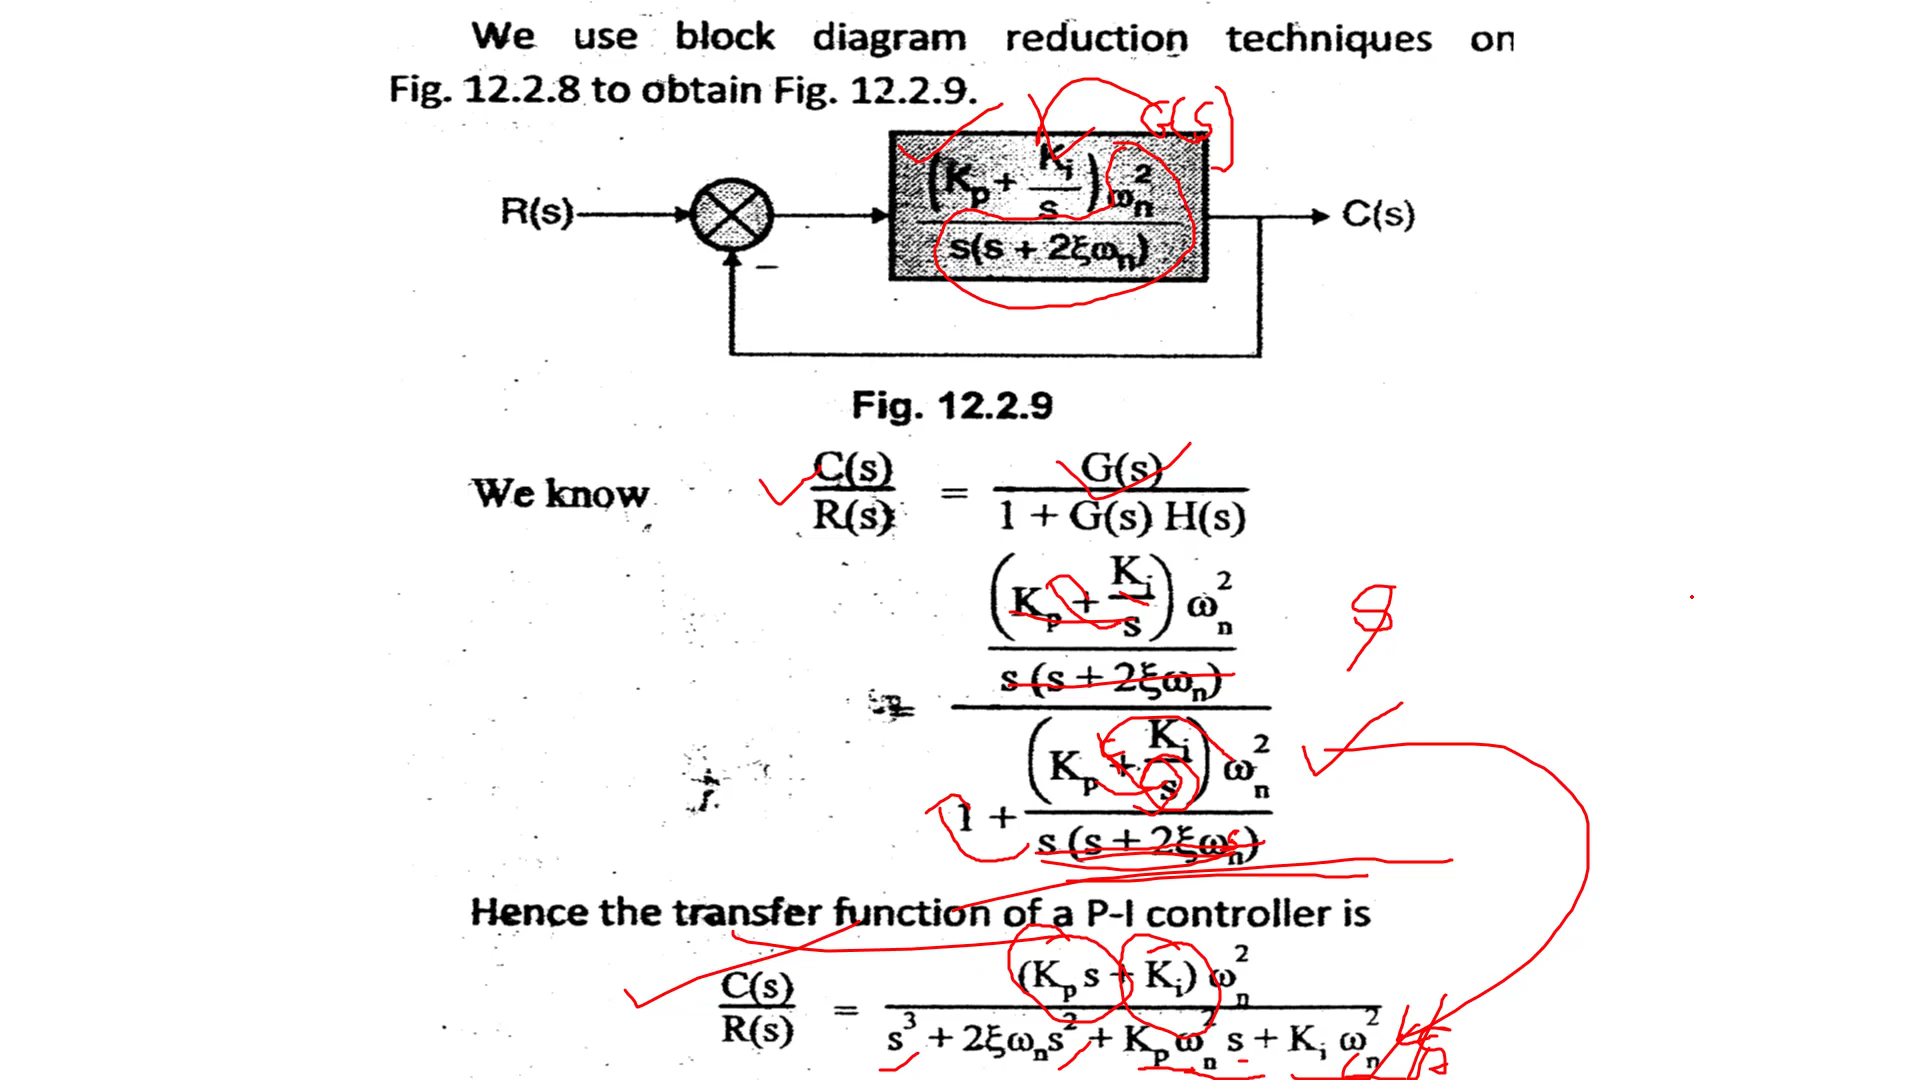 We use block diagram reduction techniques on
Fig. 12.2.8 to obtain Fig. 12.2.9.
G(s)
R(s) (Kp + Ki/s) ωn² / s(s + 2ξωn) C(s)
−
Fig. 12.2.9
We know C(s)/R(s) = G(s) / 1 + G(s) H(s)
= (Kp + Ki/s) ωn² / s (s + 2ξωn)
1 + (Kp + Ki/s) ωn² / s (s + 2ξωn)
Hence the transfer function of a P-I controller is
C(s)/R(s) = (Kp s + Ki) ωn² / s³ + 2ξωn s² + Kp ωn² s + Ki ωn²